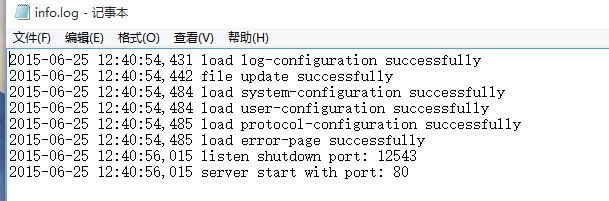 info.log - 记事本
文件(F) 编辑(E) 格式(O) 查看(V) 帮助(H)
2015-06-25 12:40:54,431 load log-configuration successfully
2015-06-25 12:40:54,442 file update successfully
2015-06-25 12:40:54,484 load system-configuration successfully
2015-06-25 12:40:54,484 load user-configuration successfully
2015-06-25 12:40:54,485 load protocol-configuration successfully
2015-06-25 12:40:54,485 load error-page successfully
2015-06-25 12:40:56,015 listen shutdown port: 12543
2015-06-25 12:40:56,015 server start with port: 80